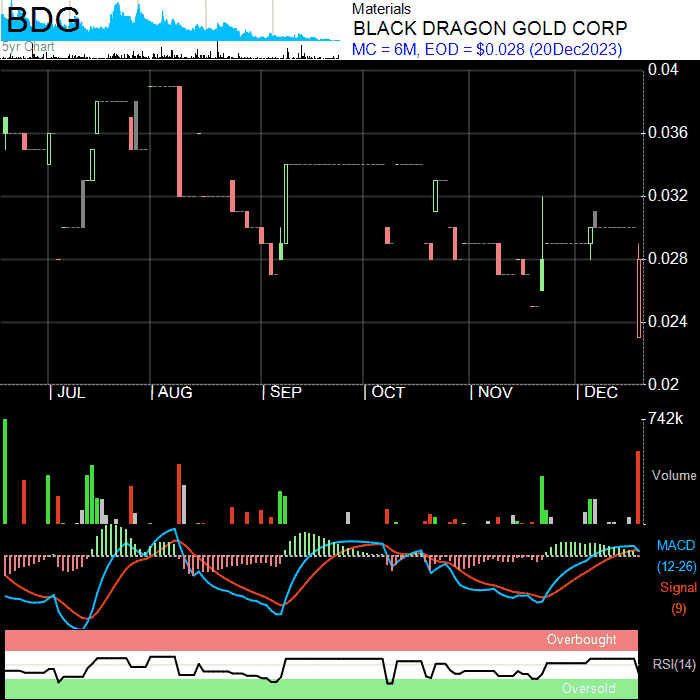 BDG
5yr Chart
Materials
BLACK DRAGON GOLD CORP
MC = 6M, EOD = $0.028 (20Dec2023)
0.04
0.036
0.032
0.028
0.024
0.02
JUL
AUG
SEP
OCT
NOV
DEC
742k
Volume
MACD
(12-26)
Signal
(9)
Overbought
RSI(14)
Oversold